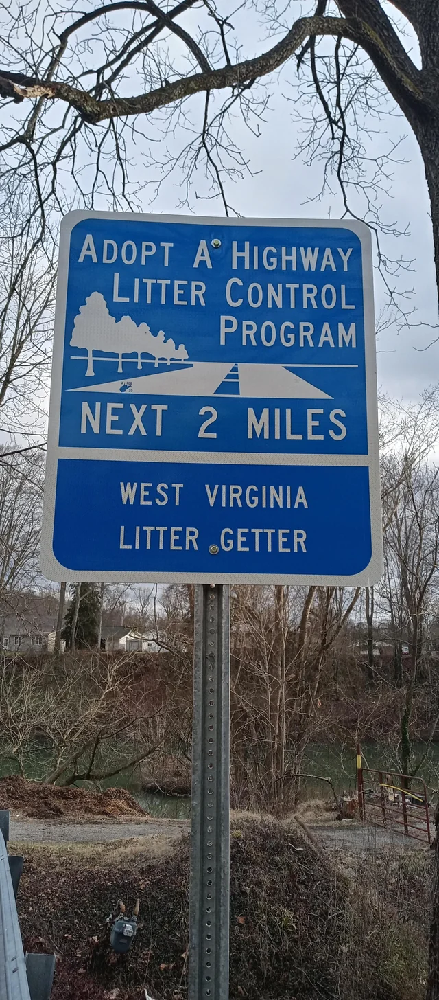 ADOPT A HIGHWAY
LITTER CONTROL
PROGRAM
NEXT 2 MILES
WEST VIRGINIA
LITTER GETTER